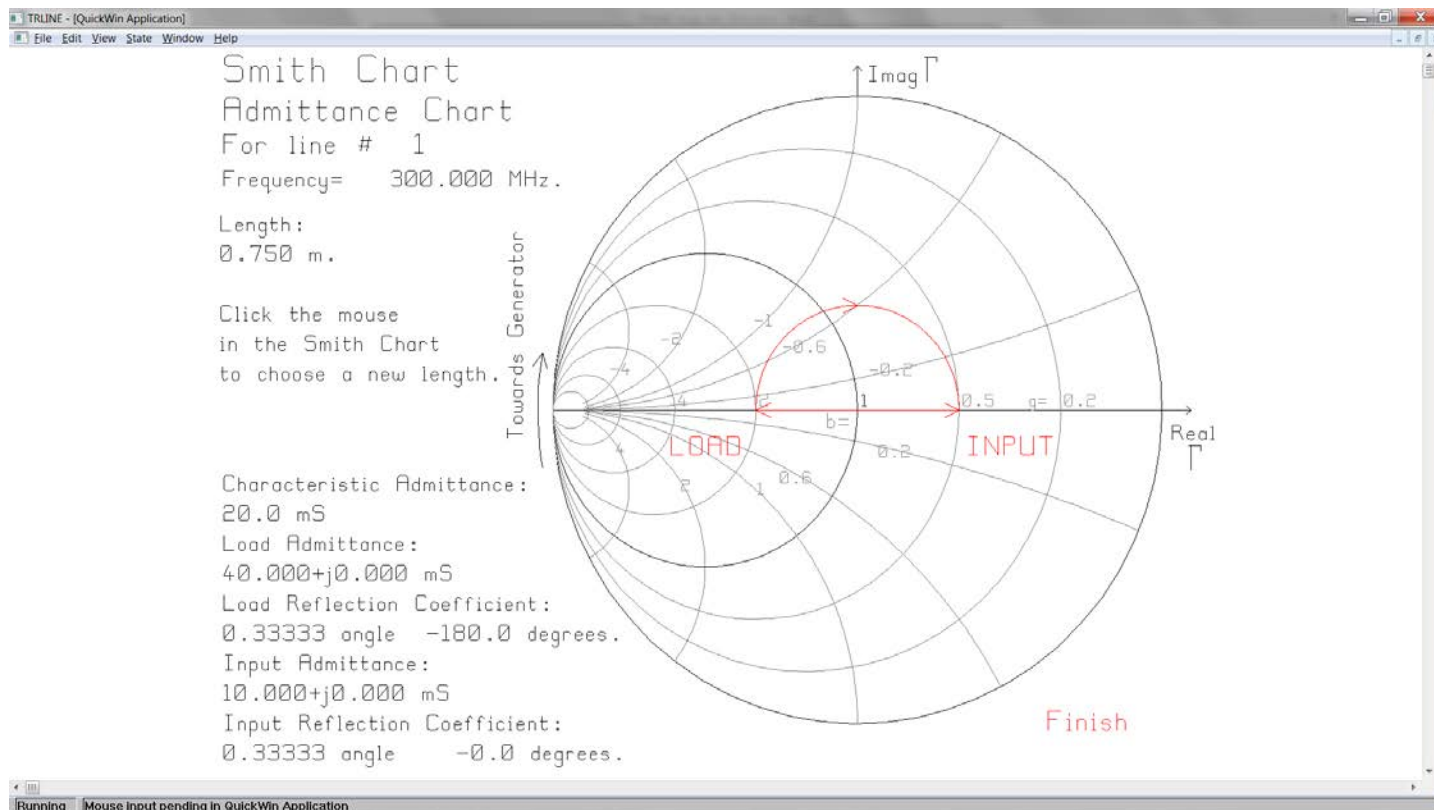 TRLINE - [QuickWin Application]
File Edit View State Window Help
Smith Chart
Admittance Chart
For line # 1
Frequency= 300.000 MHz.
Length:
0.750 m.
Click the mouse
in the Smith Chart
to choose a new length.
Towards Generator
Characteristic Admittance:
20.0 mS
Load Admittance:
40.000+j0.000 mS
Load Reflection Coefficient:
0.33333 angle -180.0 degrees.
Input Admittance:
10.000+j0.000 mS
Input Reflection Coefficient:
0.33333 angle -0.0 degrees.
Imag Γ
-1
-2
-0.6
-4
-0.2
4
2
1
0.5
g=
0.2
b=
Real
Γ
LOAD
INPUT
4
0.2
2
1
0.6
Finish
Running
Mouse input pending in QuickWin Application